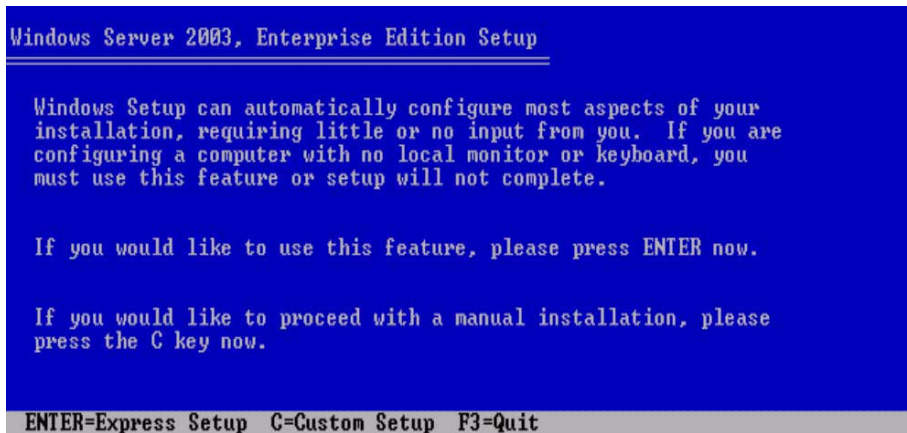 Windows Server 2003, Enterprise Edition Setup
Windows Setup can automatically configure most aspects of your
installation, requiring little or no input from you. If you are
configuring a computer with no local monitor or keyboard, you
must use this feature or setup will not complete.
If you would like to use this feature, please press ENTER now.
If you would like to proceed with a manual installation, please
press the C key now.
ENTER=Express Setup C=Custom Setup F3=Quit